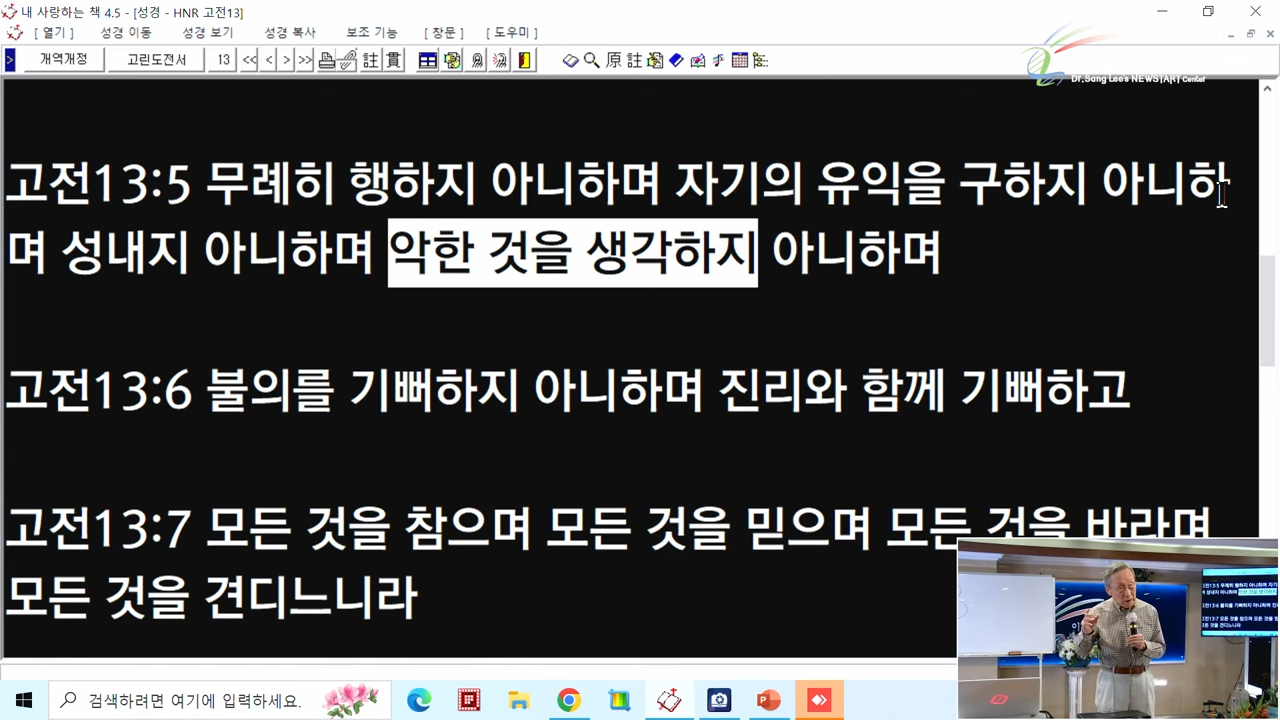 내 사랑하는 책 4.5 - [성경 - HNR 고전13]
[ 열기 ] 성경 이동 성경 보기 성경 복사 보조 기능 [ 창문 ] [ 도우미 ]
> 개역개정 고린도전서 13 << < > >> 註 貫 原 註
Dr.Sang Lee's NEWSTART Center
고전13:5 무례히 행하지 아니하며 자기의 유익을 구하지 아니하
며 성내지 아니하며 악한 것을 생각하지 아니하며
고전13:6 불의를 기뻐하지 아니하며 진리와 함께 기뻐하고
고전13:7 모든 것을 참으며 모든 것을 믿으며 모든 것을 바라며
모든 것을 견디느니라
검색하려면 여기에 입력하세요.